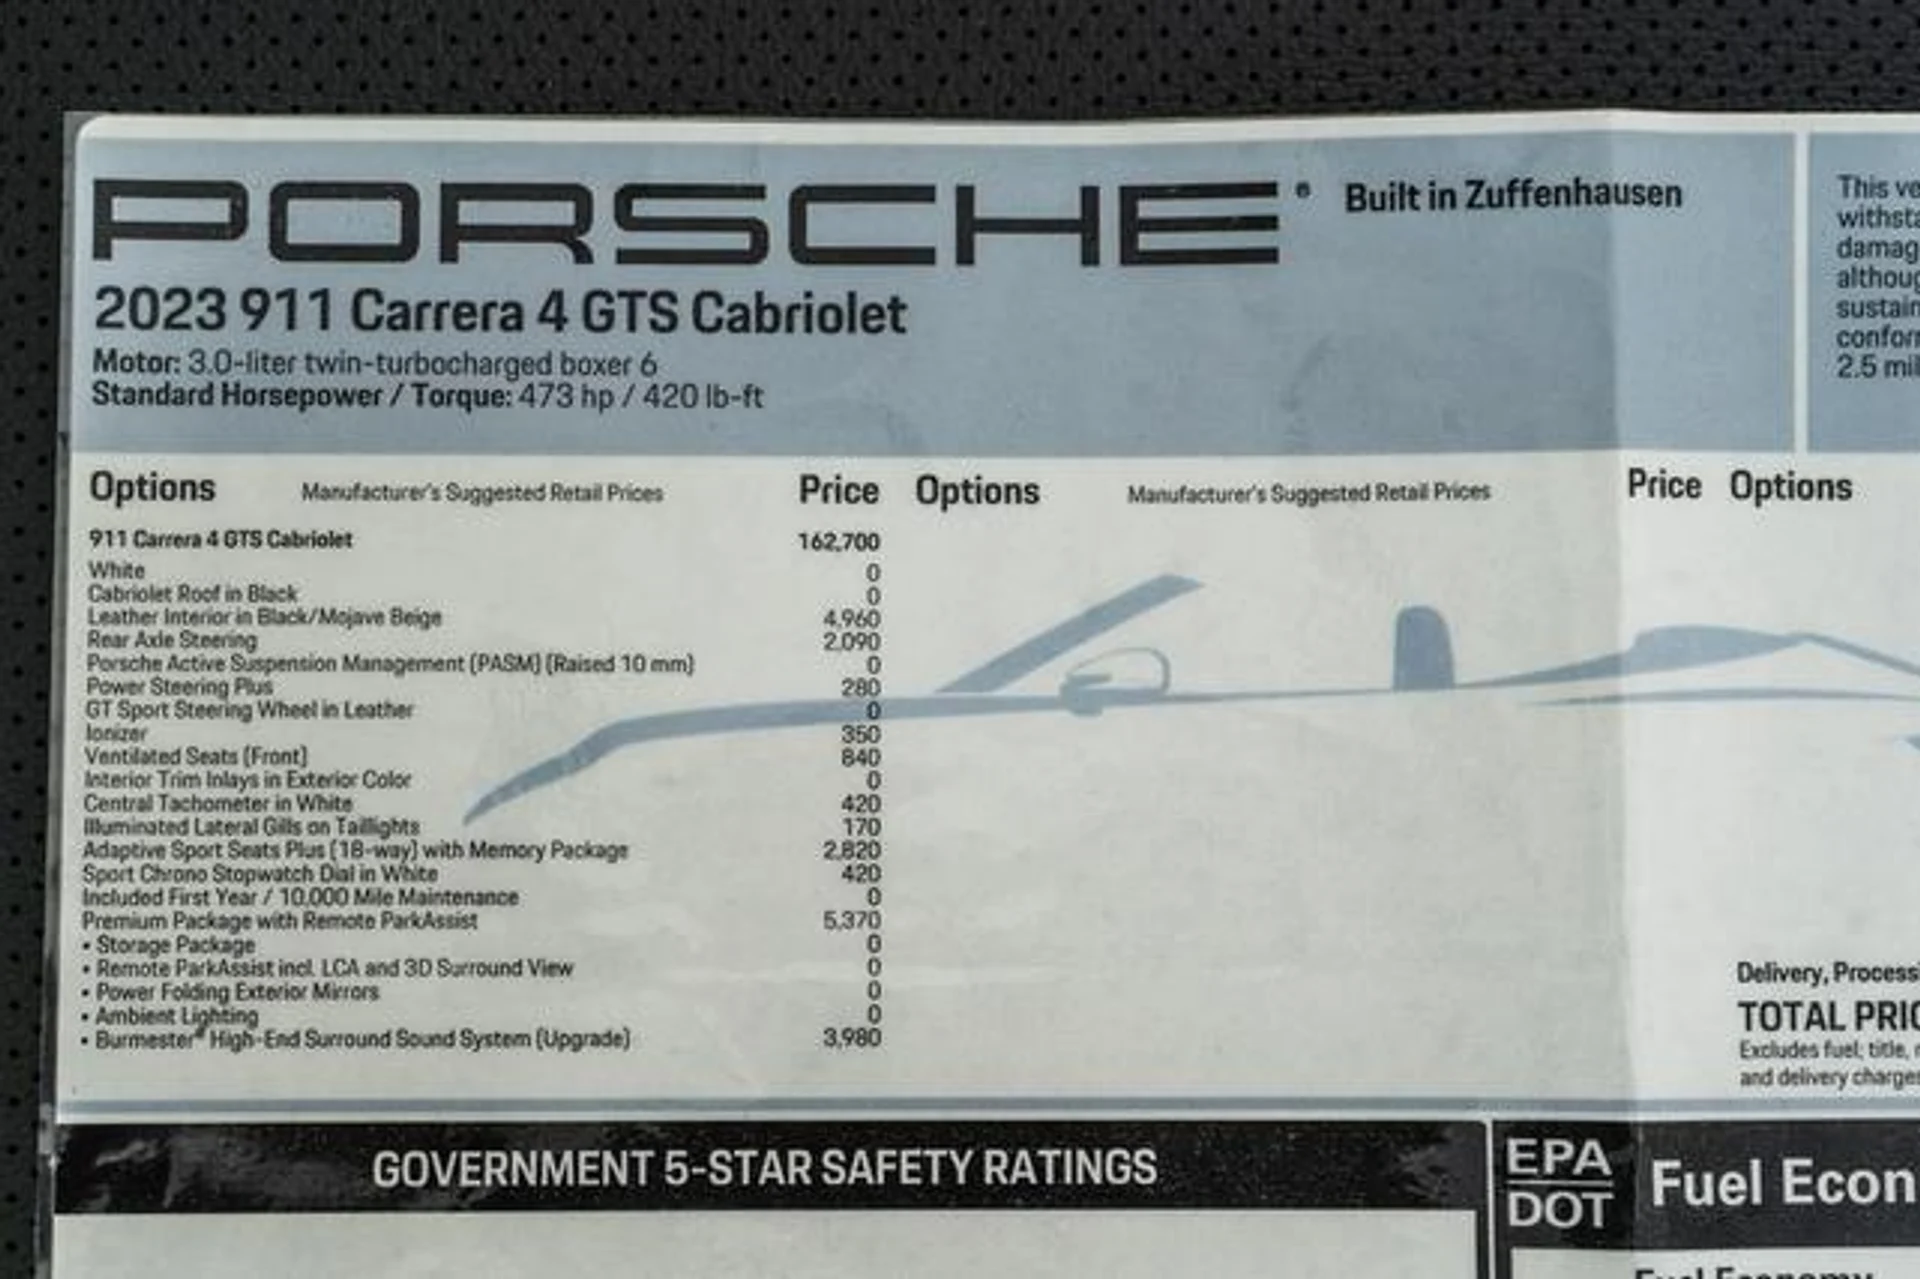 PORSCHE® Built in Zuffenhausen
2023 911 Carrera 4 GTS Cabriolet
Motor: 3.0-liter twin-turbocharged boxer 6
Standard Horsepower / Torque: 473 hp / 420 lb-ft
This ve
withsta
damag
althoug
sustain
conforn
2.5 mil
Options Manufacturer's Suggested Retail Prices Price Options Manufacturer's Suggested Retail Prices Price Options
911 Carrera 4 GTS Cabriolet 162,700
White 0
Cabriolet Roof in Black 0
Leather Interior in Black/Mojave Beige 4,960
Rear Axle Steering 2,090
Porsche Active Suspension Management (PASM) (Raised 10 mm) 0
Power Steering Plus 280
GT Sport Steering Wheel in Leather 0
Ionizer 350
Ventilated Seats (Front) 840
Interior Trim Inlays in Exterior Color 0
Central Tachometer in White 420
Illuminated Lateral Gills on Taillights 170
Adaptive Sport Seats Plus (18-way) with Memory Package 2,820
Sport Chrono Stopwatch Dial in White 420
Included First Year / 10,000 Mile Maintenance 0
Premium Package with Remote ParkAssist 5,370
• Storage Package 0
• Remote ParkAssist incl. LCA and 3D Surround View 0
• Power Folding Exterior Mirrors 0
• Ambient Lighting 0
• Burmester® High-End Surround Sound System (Upgrade) 3,980
Delivery, Processi
TOTAL PRIC
Excludes fuel, title, r
and delivery charges
GOVERNMENT 5-STAR SAFETY RATINGS
EPA
DOT
Fuel Econ
Fuel Economy